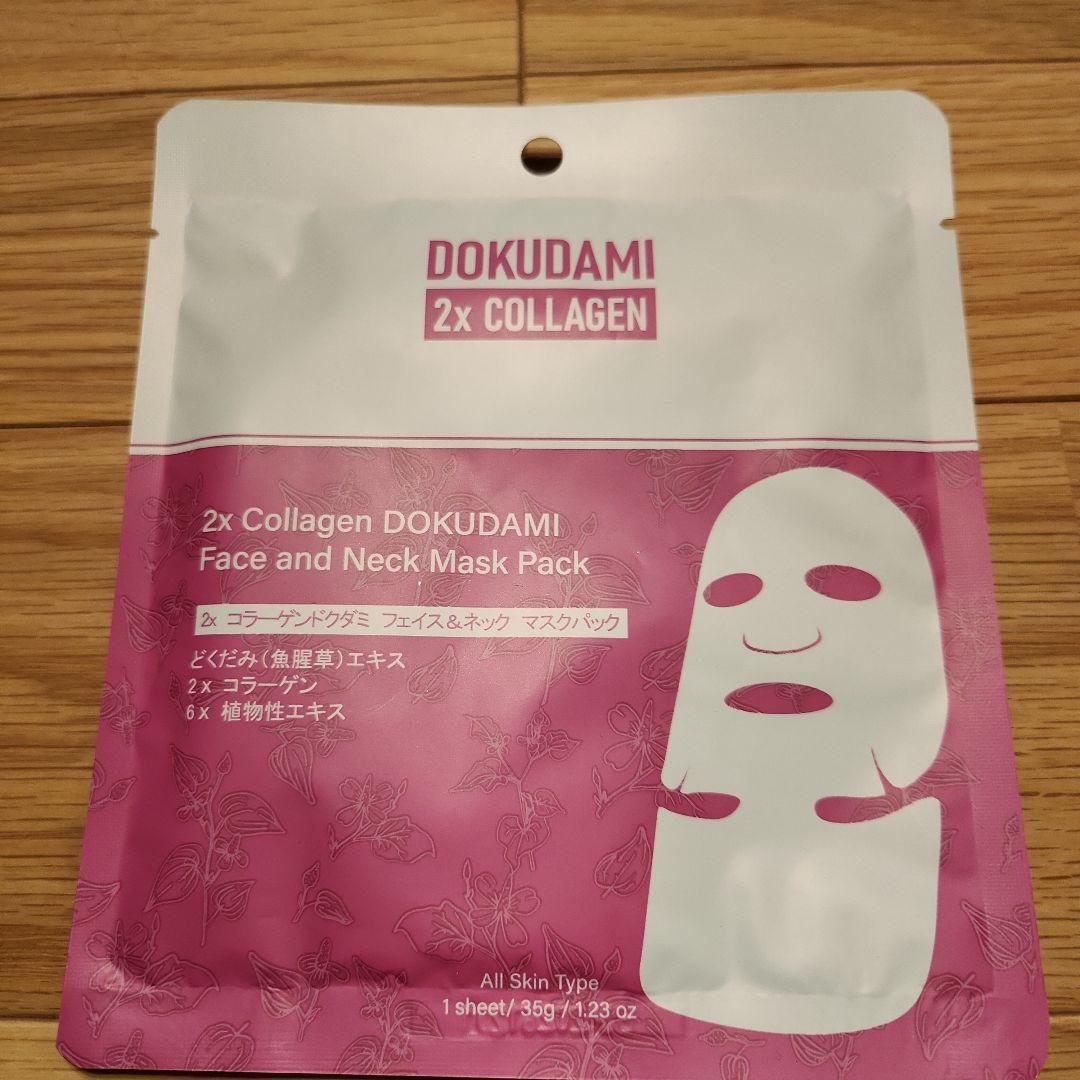 DOKUDAMI
2x COLLAGEN
2x Collagen DOKUDAMI
Face and Neck Mask Pack
2x コラーゲンドクダミ フェイス&ネック マスクパック
どくだみ(魚腥草)エキス
2x コラーゲン
6x 植物性エキス
All Skin Type
1 sheet/ 35g / 1.23 oz